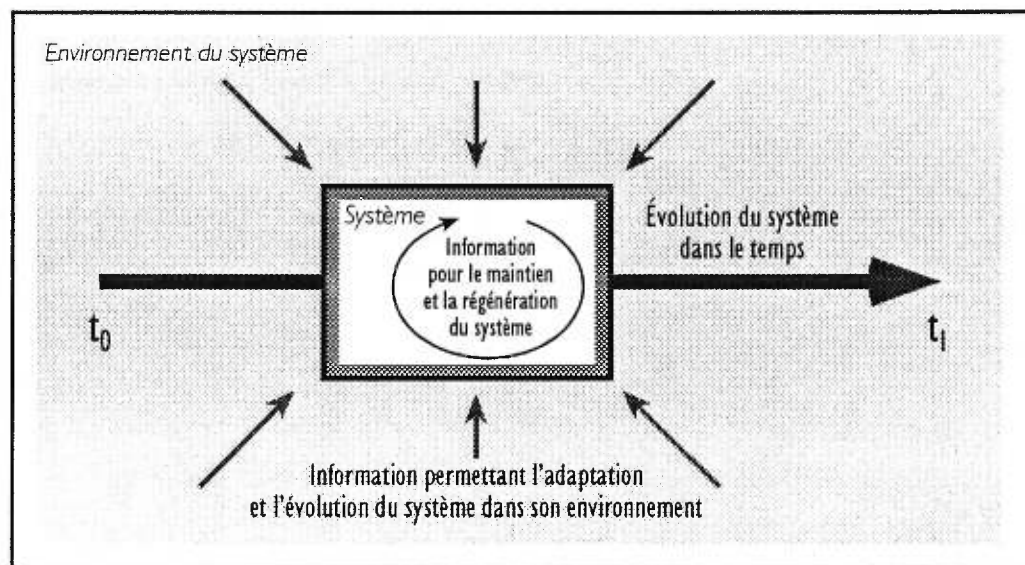 Environnement du système
Système
Information
pour le maintien
et la régénération
du système
Évolution du système
dans le temps
t0
t1
Information permettant l'adaptation
et l'évolution du système dans son environnement